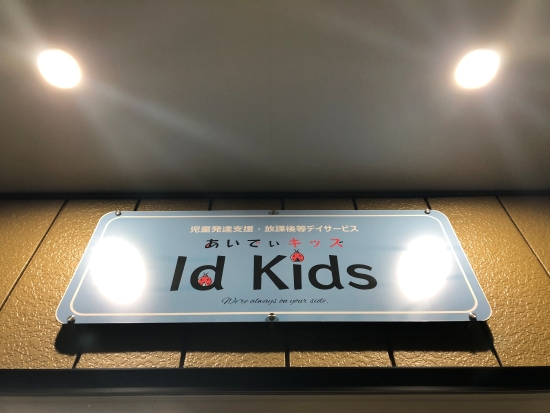 児童発達支援・放課後等デイサービス
あいでぃキッズ
Id Kids
We're always on your side.